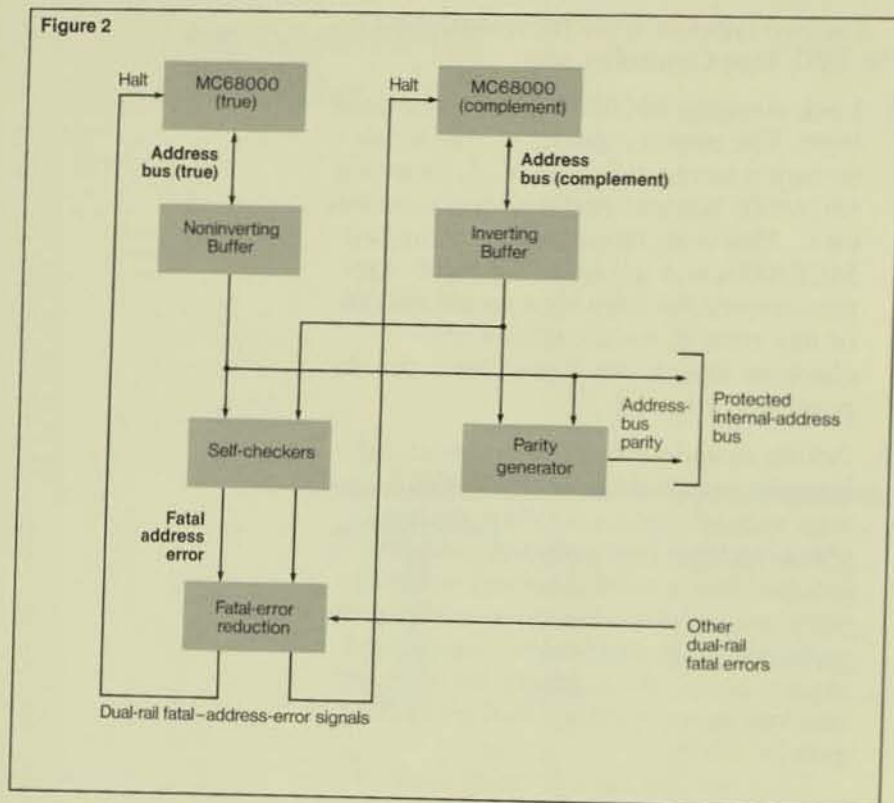 Figure 2
Halt
MC68000
(true)
Halt
MC68000
(complement)
Address
bus (true)
Address
bus (complement)
Noninverting
Buffer
Inverting
Buffer
Self-checkers
Parity
generator
Address-
bus
parity
Protected
internal-address
bus
Fatal
address
error
Fatal-error
reduction
Other
dual-rail
fatal errors
Dual-rail fatal–address-error signals